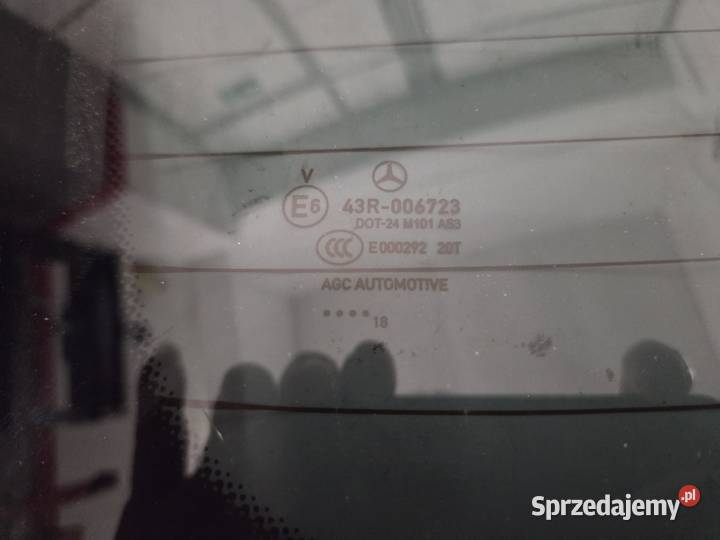 V
E6 43R-006723
DOT-24 M101 AS3
CCC E000292 20T
AGC AUTOMOTIVE
•••• 18
Sprzedajemy.pl